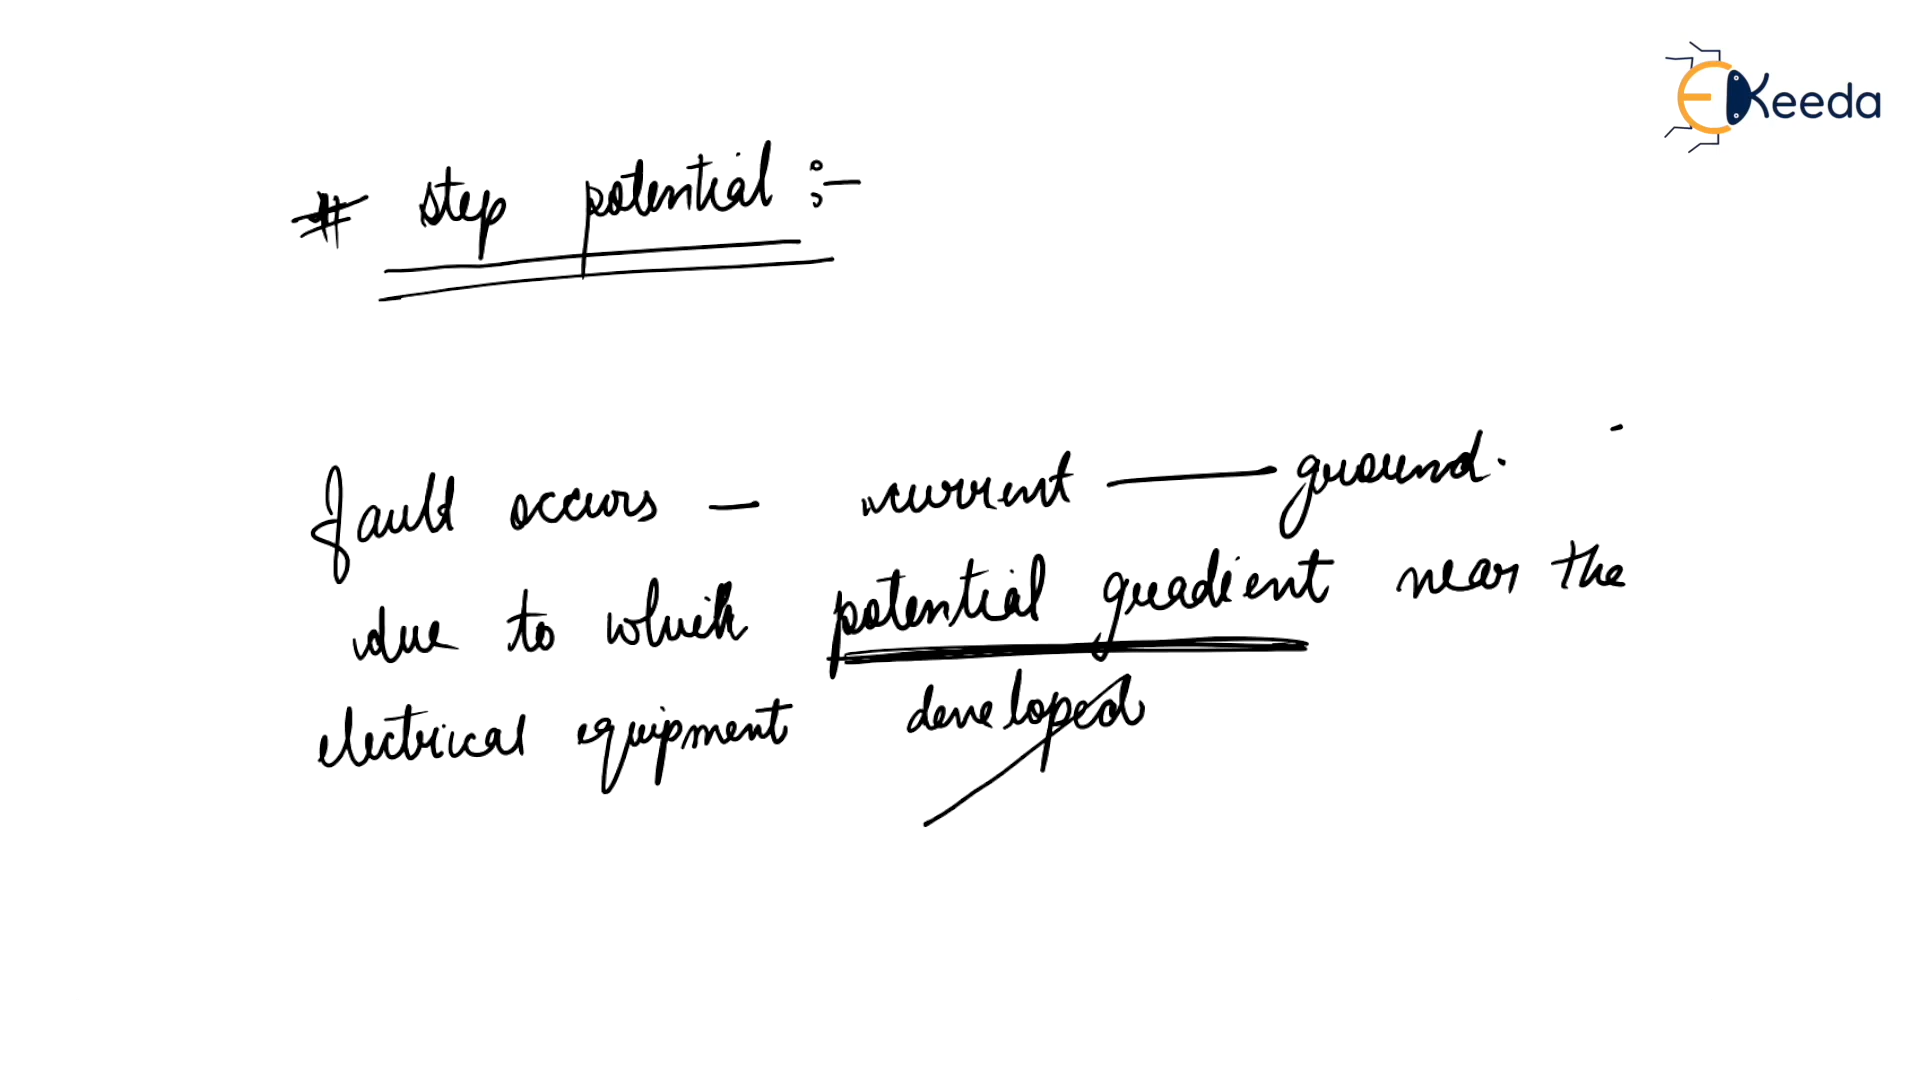 EKeeda
# step potential :-
fault occurs — current — ground.
due to which potential gradient near the
electrical equipment developed